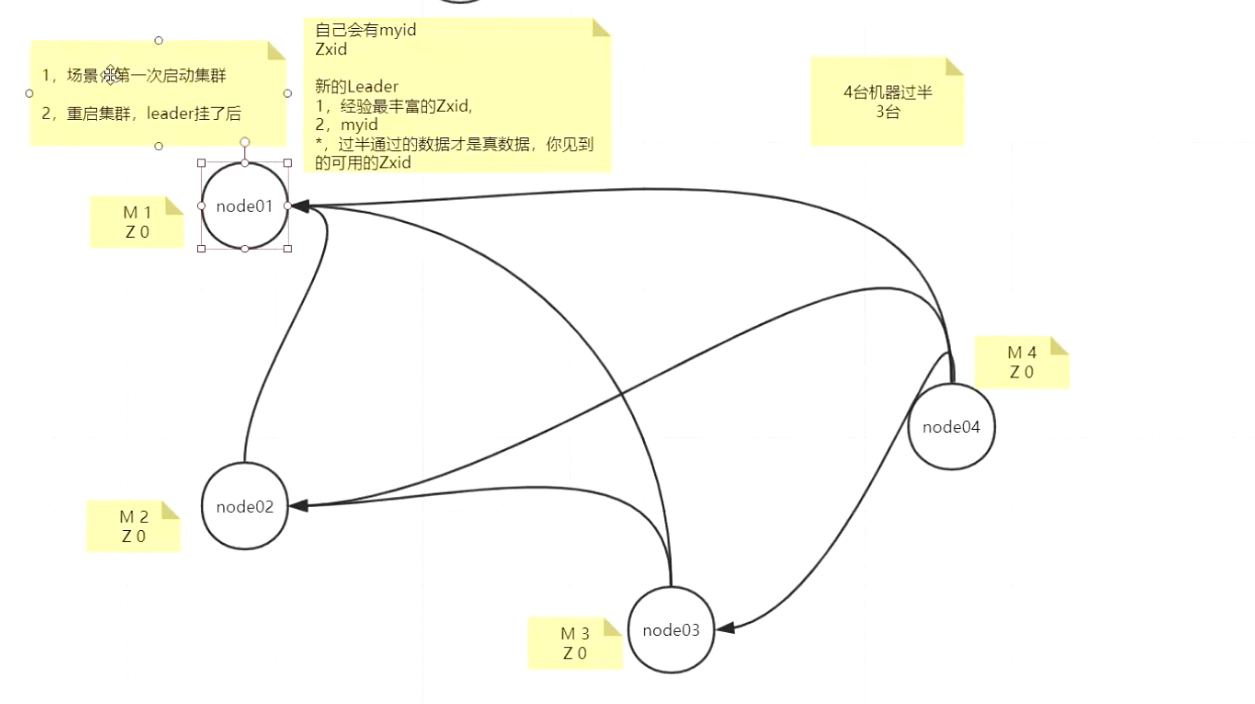 1，场景，第一次启动集群
2，重启集群，leader挂了后
自己会有myid
Zxid
新的Leader
1，经验最丰富的Zxid,
2，myid
*，过半通过的数据才是真数据，你见到
的可用的Zxid
4台机器过半
3台
M 1
Z 0
node01
M 4
Z 0
node04
M 2
Z 0
node02
M 3
Z 0
node03